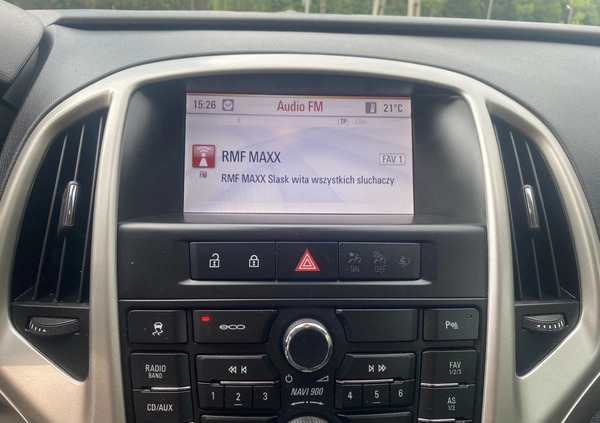 15:26 Audio FM 21°C
[TP]
RMF MAXX FAV 1
FM RMF MAXX Slask wita wszystkich sluchaczy
ON OFF
eco P
RADIO BAND FAV 1/2/3
1 2 3 4 5 6
NAVI 900
CD/AUX AS 1/2